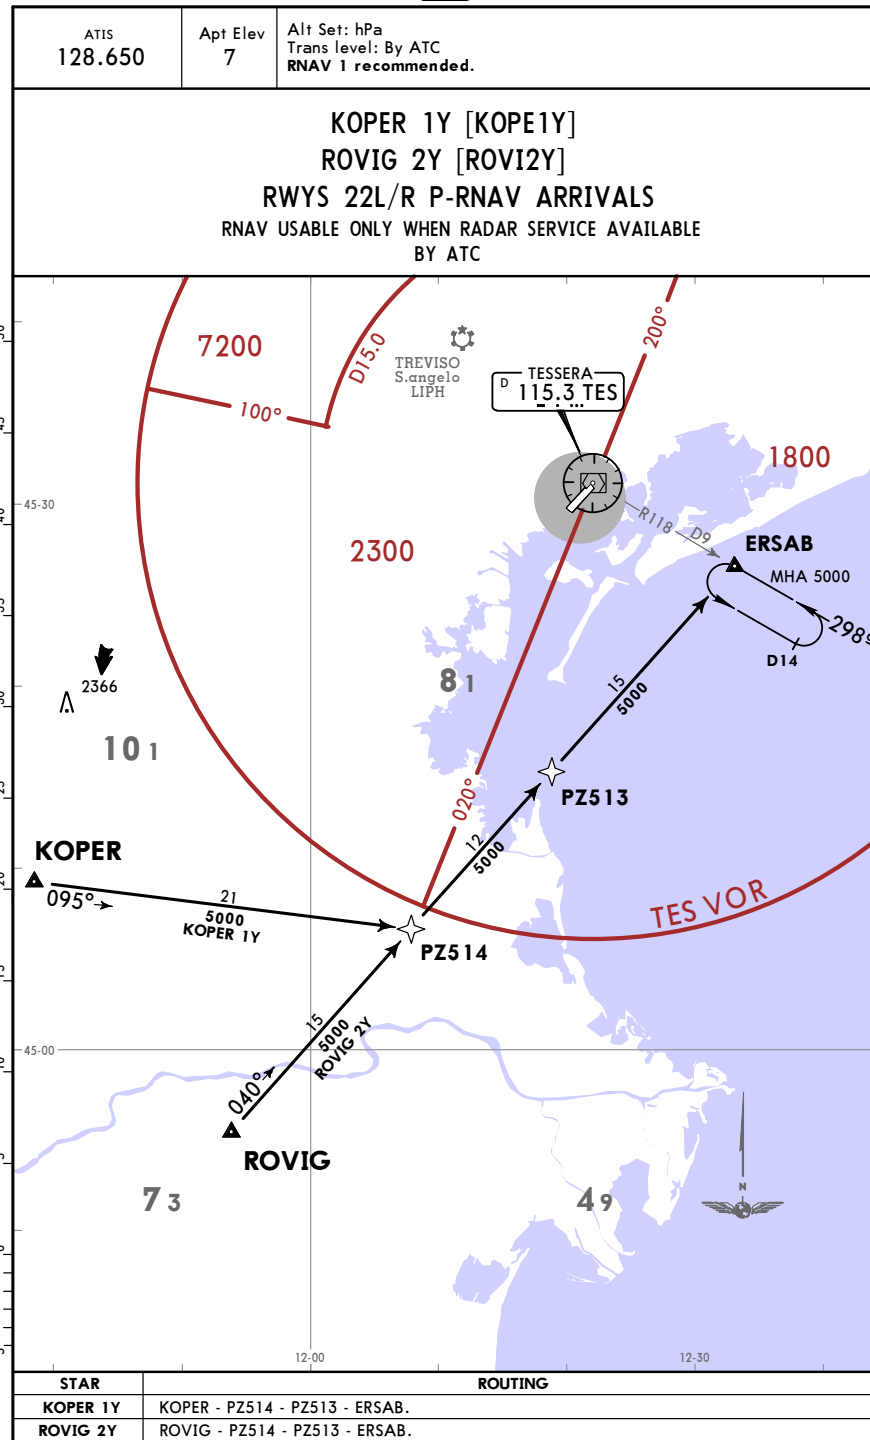 ATIS
128.650
Apt Elev
7
Alt Set: hPa
Trans level: By ATC
RNAV 1 recommended.
KOPER 1Y [KOPE1Y]
ROVIG 2Y [ROVI2Y]
RWYS 22L/R P-RNAV ARRIVALS
RNAV USABLE ONLY WHEN RADAR SERVICE AVAILABLE
BY ATC
7200
D15.0
200°
TREVISO
S.angelo
LIPH
TESSERA
D 115.3 TES
100°
1800
45-30
R118 D9
ERSAB
2300
MHA 5000
298°
D14
2366
8 1
15
5000
10 1
PZ513
020°
12
5000
KOPER
095°
21
5000
KOPER 1Y
TES VOR
PZ514
15
5000
ROVIG 2Y
45-00
040°
ROVIG
7 3
4 9
N
12-00
12-30
STAR
ROUTING
KOPER 1Y
KOPER - PZ514 - PZ513 - ERSAB.
ROVIG 2Y
ROVIG - PZ514 - PZ513 - ERSAB.